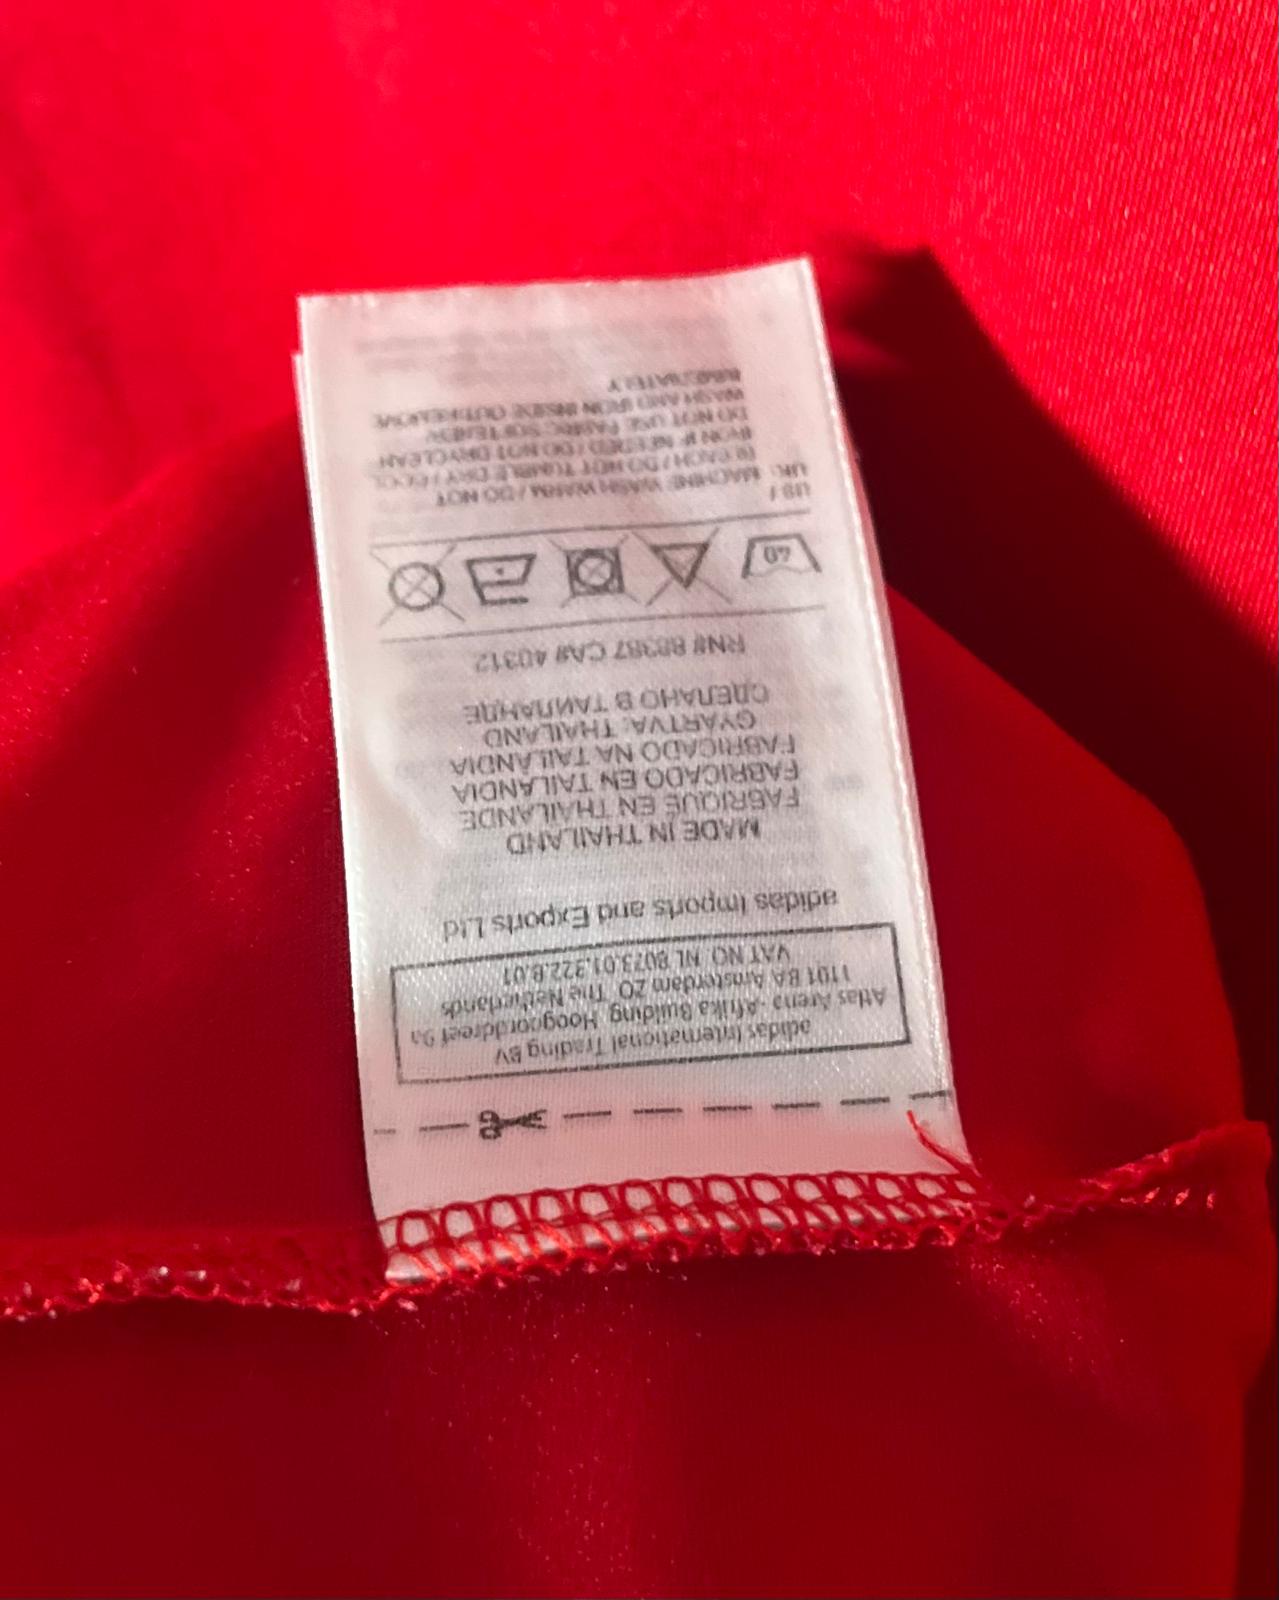 adidas International Trading BV
Atlas Arena - Afrika Building Hoogoorddreef 9a
1101 BA Amsterdam ZO The Netherlands
VAT NO. NL 8073.01.322.B.01
adidas Imports and Exports Ltd
MADE IN THAILAND
FABRIQUÉ EN THAILANDE
FABRICADO EN TAILANDIA
FABRICADO NA TAILÂNDIA
GYÁRTVA: THAILAND
СДЕЛАНО В ТАИЛАНДЕ
RN# 88387 CA# 40312
40
US /
UK: MACHINE WASH WARM / DO NOT
BLEACH / DO NOT TUMBLE DRY / COOL
IRON IF NEEDED / DO NOT DRYCLEAN
DO NOT USE FABRIC SOFTENER/
WASH AND IRON INSIDE OUT/REMOVE
IMMEDIATELY